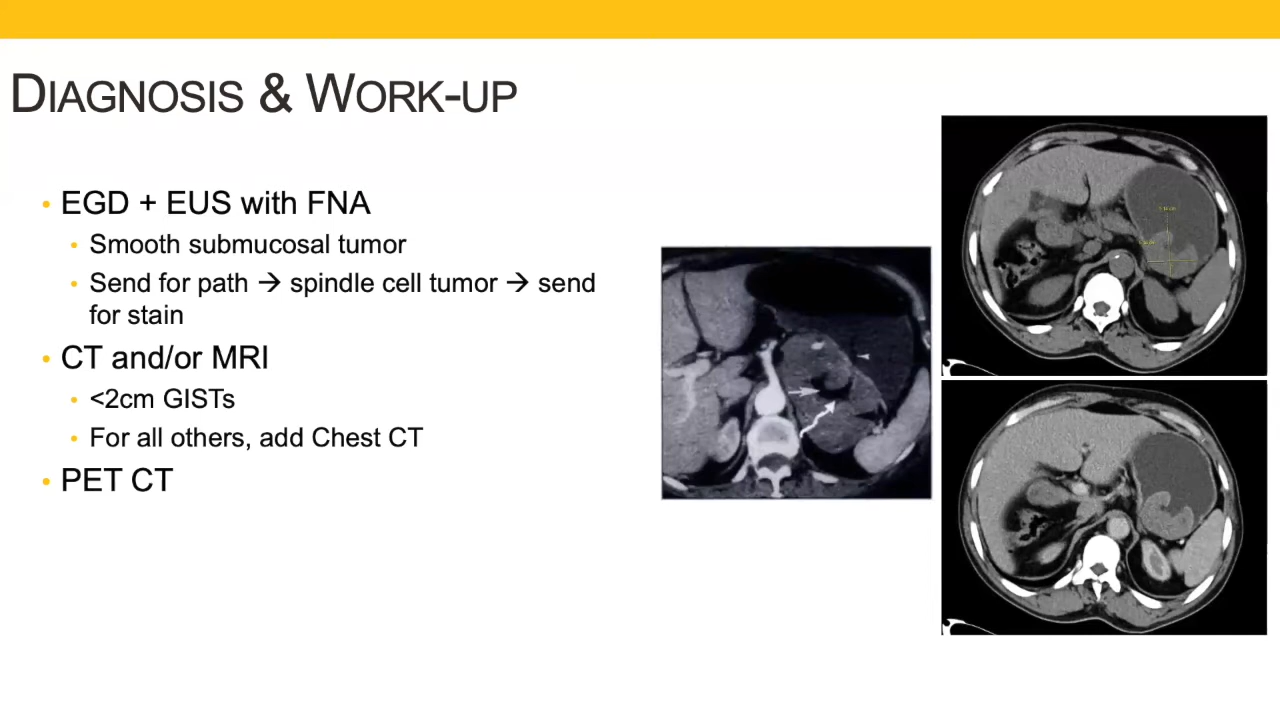 DIAGNOSIS & WORK-UP
• EGD + EUS with FNA
• Smooth submucosal tumor
• Send for path → spindle cell tumor → send
for stain
• CT and/or MRI
• <2cm GISTs
• For all others, add Chest CT
• PET CT